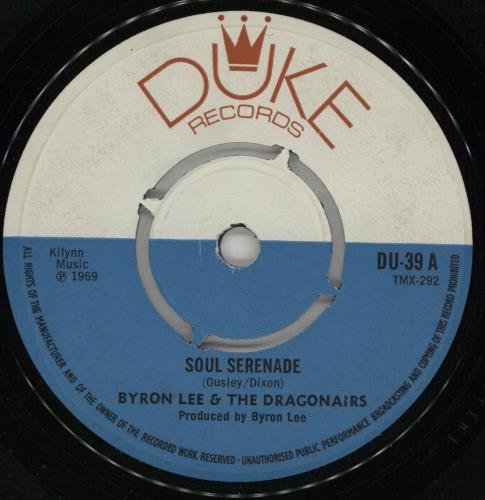 DUKE
RECORDS
Kilynn
Music
℗ 1969
DU-39 A
TMX-292
SOUL SERENADE
(Ousley/Dixon)
BYRON LEE & THE DRAGONAIRS
Produced by Byron Lee
ALL RIGHTS OF THE MANUFACTURER AND OF THE OWNER OF THE RECORDED WORK RESERVED - UNAUTHORISED PUBLIC PERFORMANCE BROADCASTING AND COPYING OF THIS RECORD PROHIBITED